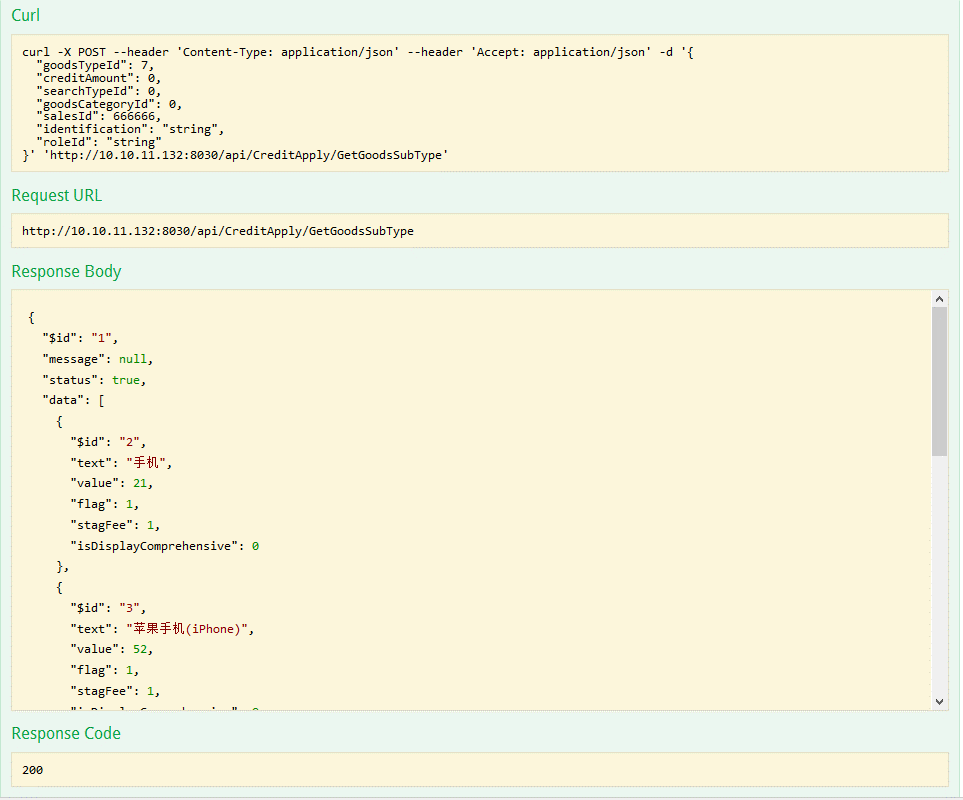 Curl
curl -X POST --header 'Content-Type: application/json' --header 'Accept: application/json' -d '{
  "goodsTypeId": 7,
  "creditAmount": 0,
  "searchTypeId": 0,
  "goodsCategoryId": 0,
  "salesId": 666666,
  "identification": "string",
  "roleId": "string"
}' 'http://10.10.11.132:8030/api/CreditApply/GetGoodsSubType'
Request URL
http://10.10.11.132:8030/api/CreditApply/GetGoodsSubType
Response Body
{
  "$id": "1",
  "message": null,
  "status": true,
  "data": [
    {
      "$id": "2",
      "text": "手机",
      "value": 21,
      "flag": 1,
      "stagFee": 1,
      "isDisplayComprehensive": 0
    },
    {
      "$id": "3",
      "text": "苹果手机(iPhone)",
      "value": 52,
      "flag": 1,
      "stagFee": 1,
Response Code
200